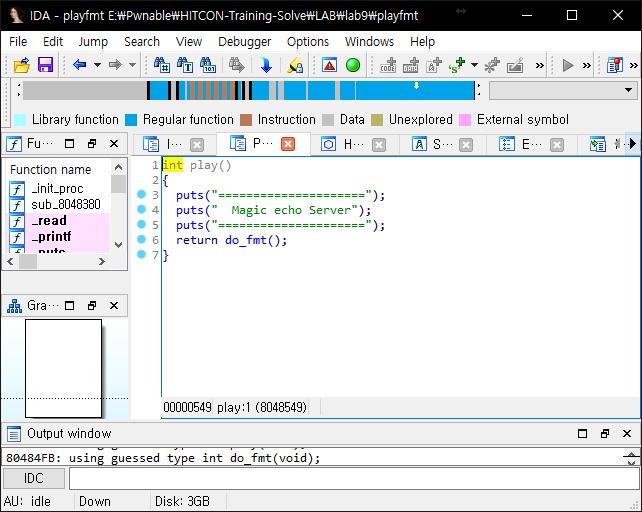 IDA - playfmt E:₩Pwnable₩HITCON-Training-Solve₩LAB₩lab9₩playfmt
File Edit Jump Search View Debugger Options Windows Help
Library function Regular function Instruction Data Unexplored External symbol
Fu··· I··· P··· H··· A··· S··· E···
Function name
_init_proc
sub_8048380
_read
_printf
_puts
1 int play()
2 {
3 puts("=====================");
4 puts("  Magic echo Server");
5 puts("=====================");
6 return do_fmt();
7 }
Gra···
00000549 play:1 (8048549)
Output window
80484FB: using guessed type int do_fmt(void);
IDC
AU: idle Down Disk: 3GB